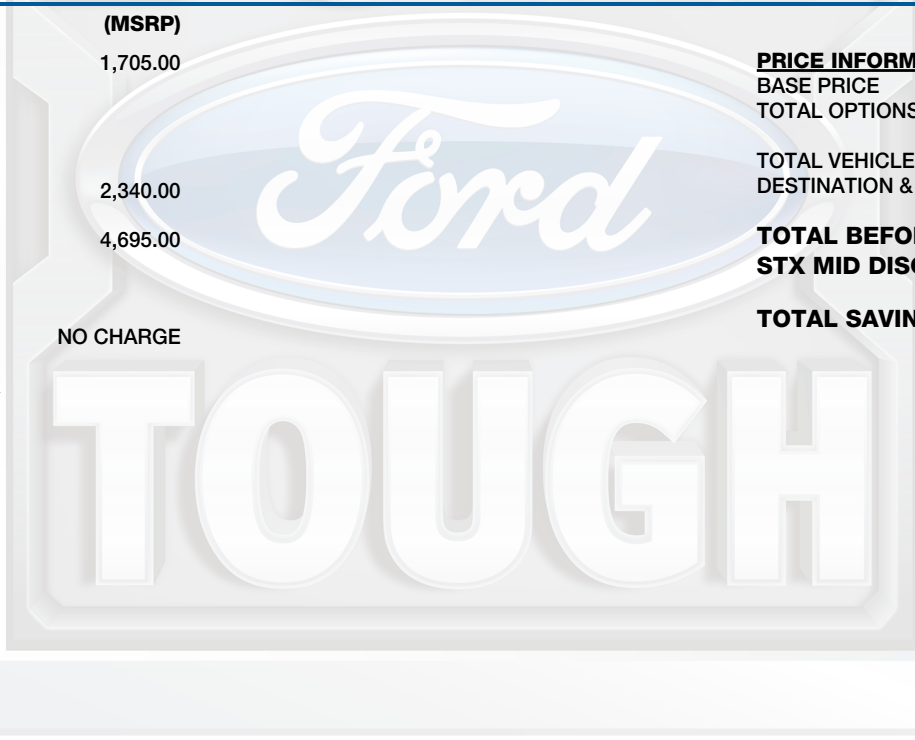 (MSRP)
1,705.00
2,340.00
4,695.00
NO CHARGE
PRICE INFORM
BASE PRICE
TOTAL OPTIONS
TOTAL VEHICLE
DESTINATION &
TOTAL BEFO
STX MID DISC
TOTAL SAVIN
Ford
TOUGH